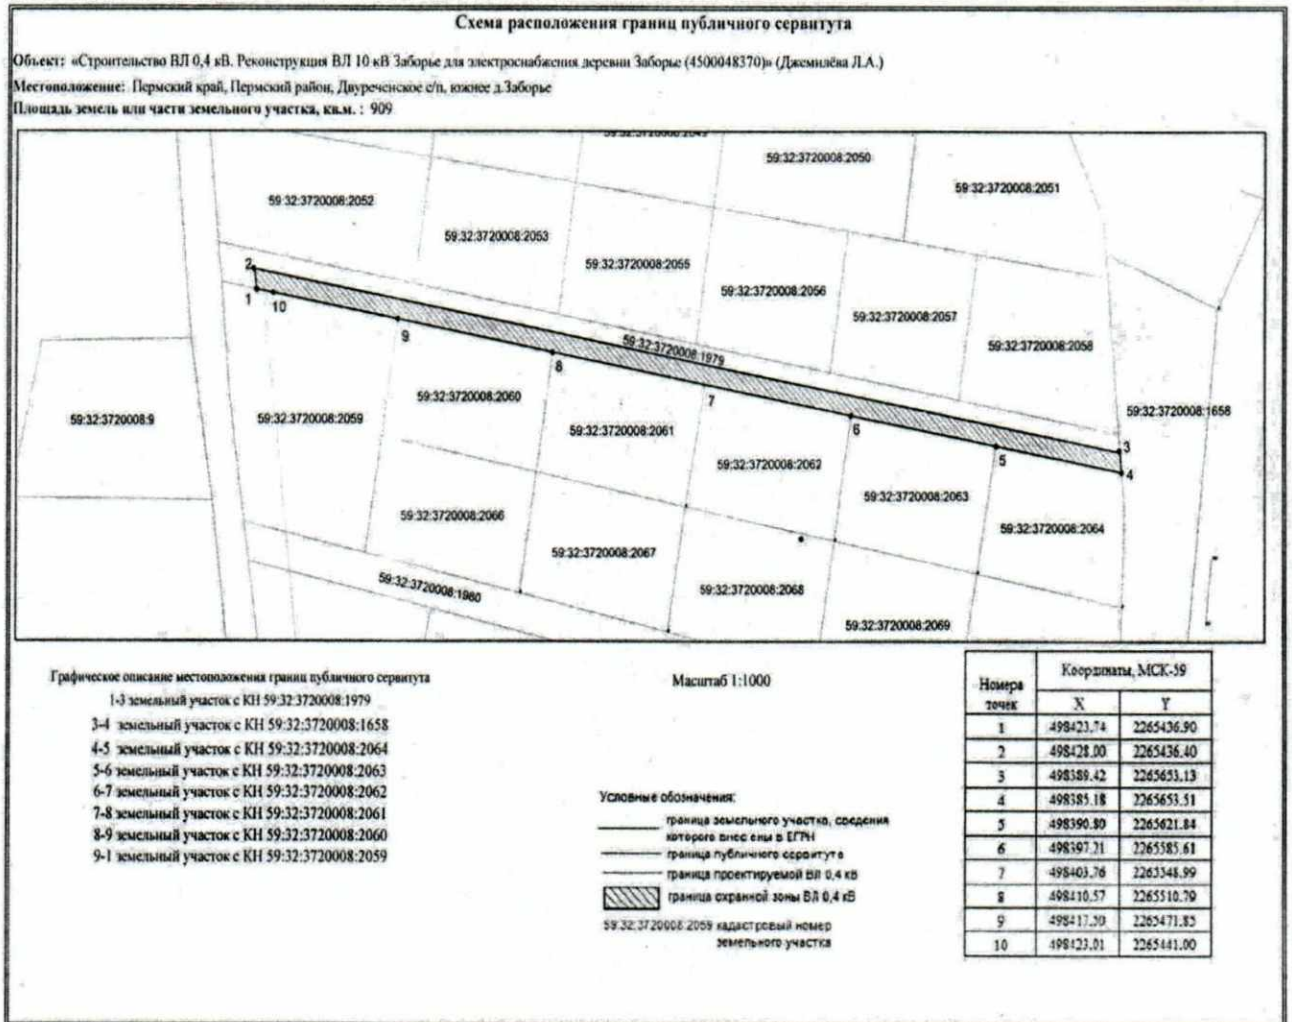 Схема расположения границ публичного сервитута
Объект: «Строительство ВЛ 0,4 кВ. Реконструкция ВЛ 10 кВ Заборье для электроснабжения деревни Заборье (4500048370)» (Джемилёва Л.А.)
Местоположение: Пермский край, Пермский район, Двуреченское с/п, южнее д.Заборье
Площадь земель или части земельного участка, кв.м. : 909
59:32:3720008:2049
59:32:3720008:2050
59:32:3720008:2051
59:32:3720008:2052
59:32:3720008:2053
59:32:3720008:2055
59:32:3720008:2056
59:32:3720008:2057
59:32:3720008:2058
2
1
10
9
59:32:3720008:1979
8
7
6
5
3
4
59:32:3720008:1658
59:32:3720008:9
59:32:3720008:2059
59:32:3720008:2060
59:32:3720008:2061
59:32:3720008:2062
59:32:3720008:2063
59:32:3720008:2064
59:32:3720008:2066
59:32:3720008:2067
59:32:3720008:2068
59:32:3720008:2069
59:32:3720008:1980
Графическое описание местоположения границ публичного сервитута
1-3 земельный участок с КН 59:32:3720008:1979
3-4 земельный участок с КН 59:32:3720008:1658
4-5 земельный участок с КН 59:32:3720008:2064
5-6 земельный участок с КН 59:32:3720008:2063
6-7 земельный участок с КН 59:32:3720008:2062
7-8 земельный участок с КН 59:32:3720008:2061
8-9 земельный участок с КН 59:32:3720008:2060
9-1 земельный участок с КН 59:32:3720008:2059
Масштаб 1:1000
Условные обозначения:
граница земельного участка, сведения
которого внесены в ЕГРН
граница публичного сервитута
граница проектируемой ВЛ 0,4 кВ
граница охранной зоны ВЛ 0,4 кВ
59:32:3720008:2059 кадастровый номер
земельного участка
Номера точек Координаты, МСК-59
X Y
1 498423.74 2265436.90
2 498428.00 2265436.40
3 498389.42 2265653.13
4 498385.18 2265653.51
5 498390.80 2265621.84
6 498397.21 2265585.61
7 498403.76 2265548.99
8 498410.57 2265510.79
9 498417.50 2265471.85
10 498423.01 2265441.00